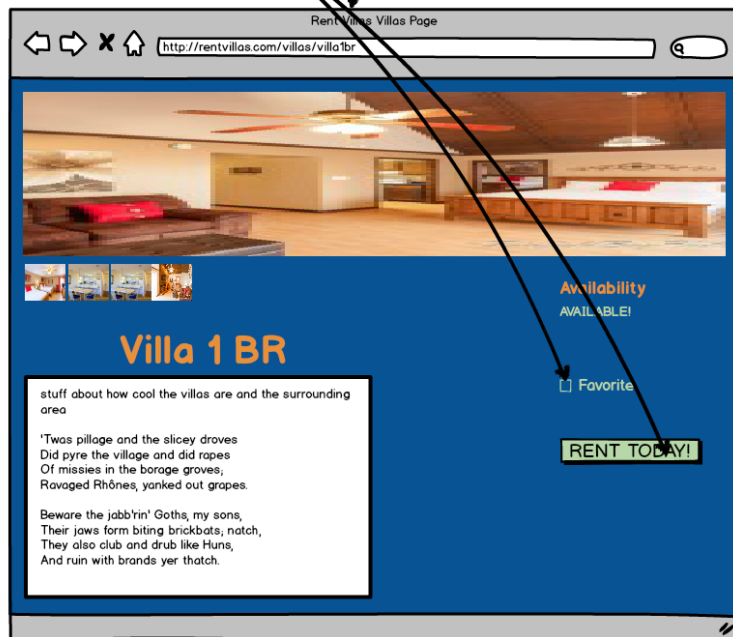 Rent Villas Villas Page
http://rentvillas.com/villas/villa1br
Availability
AVAILABLE!
Villa 1 BR
Favorite
stuff about how cool the villas are and the surrounding
area
'Twas pillage and the slicey droves
Did pyre the village and did rapes
Of missies in the borage groves;
Ravaged Rhônes, yanked out grapes.
RENT TODAY!
Beware the jabb'rin' Goths, my sons,
Their jaws form biting brickbats; natch,
They also club and drub like Huns,
And ruin with brands yer thatch.